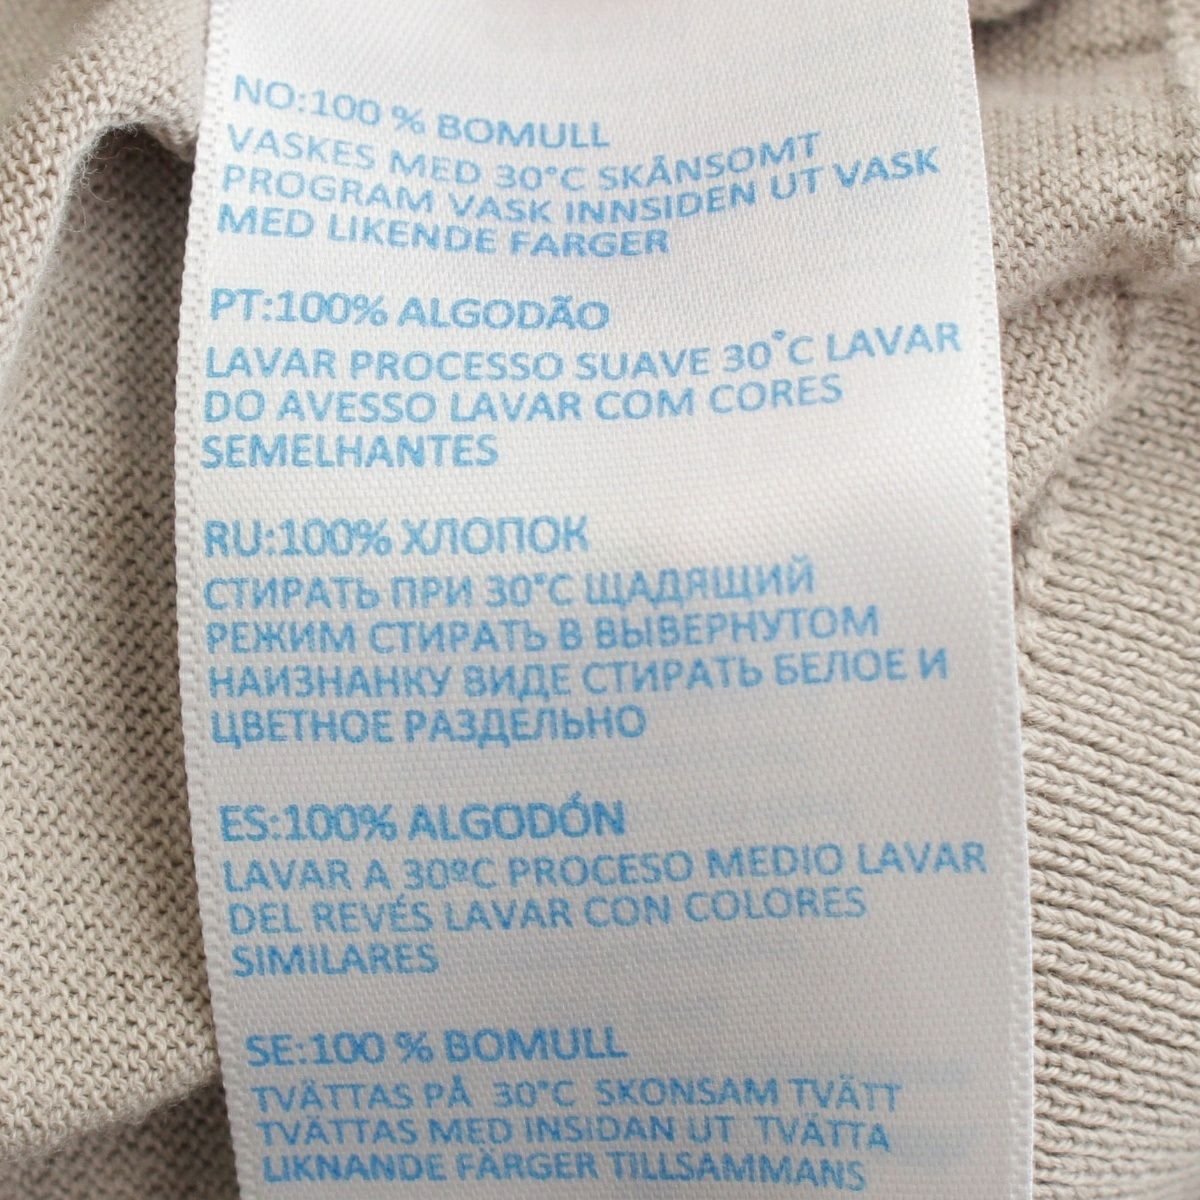 NO:100 % BOMULL
VASKES MED 30°C SKÅNSOMT
PROGRAM VASK INNSIDEN UT VASK
MED LIKENDE FARGER
PT:100% ALGODÃO
LAVAR PROCESSO SUAVE 30°C LAVAR
DO AVESSO LAVAR COM CORES
SEMELHANTES
RU:100% ХЛОПОК
СТИРАТЬ ПРИ 30°C ЩАДЯЩИЙ
РЕЖИМ СТИРАТЬ В ВЫВЕРНУТОМ
НАИЗНАНКУ ВИДЕ СТИРАТЬ БЕЛОЕ И
ЦВЕТНОЕ РАЗДЕЛЬНО
ES:100% ALGODÓN
LAVAR A 30ºC PROCESO MEDIO LAVAR
DEL REVÉS LAVAR CON COLORES
SIMILARES
SE:100 % BOMULL
TVÄTTAS PÅ 30°C SKONSAM TVÄTT
TVÄTTAS MED INSIDAN UT TVÄTTA
LIKNANDE FÄRGER TILLSAMMANS